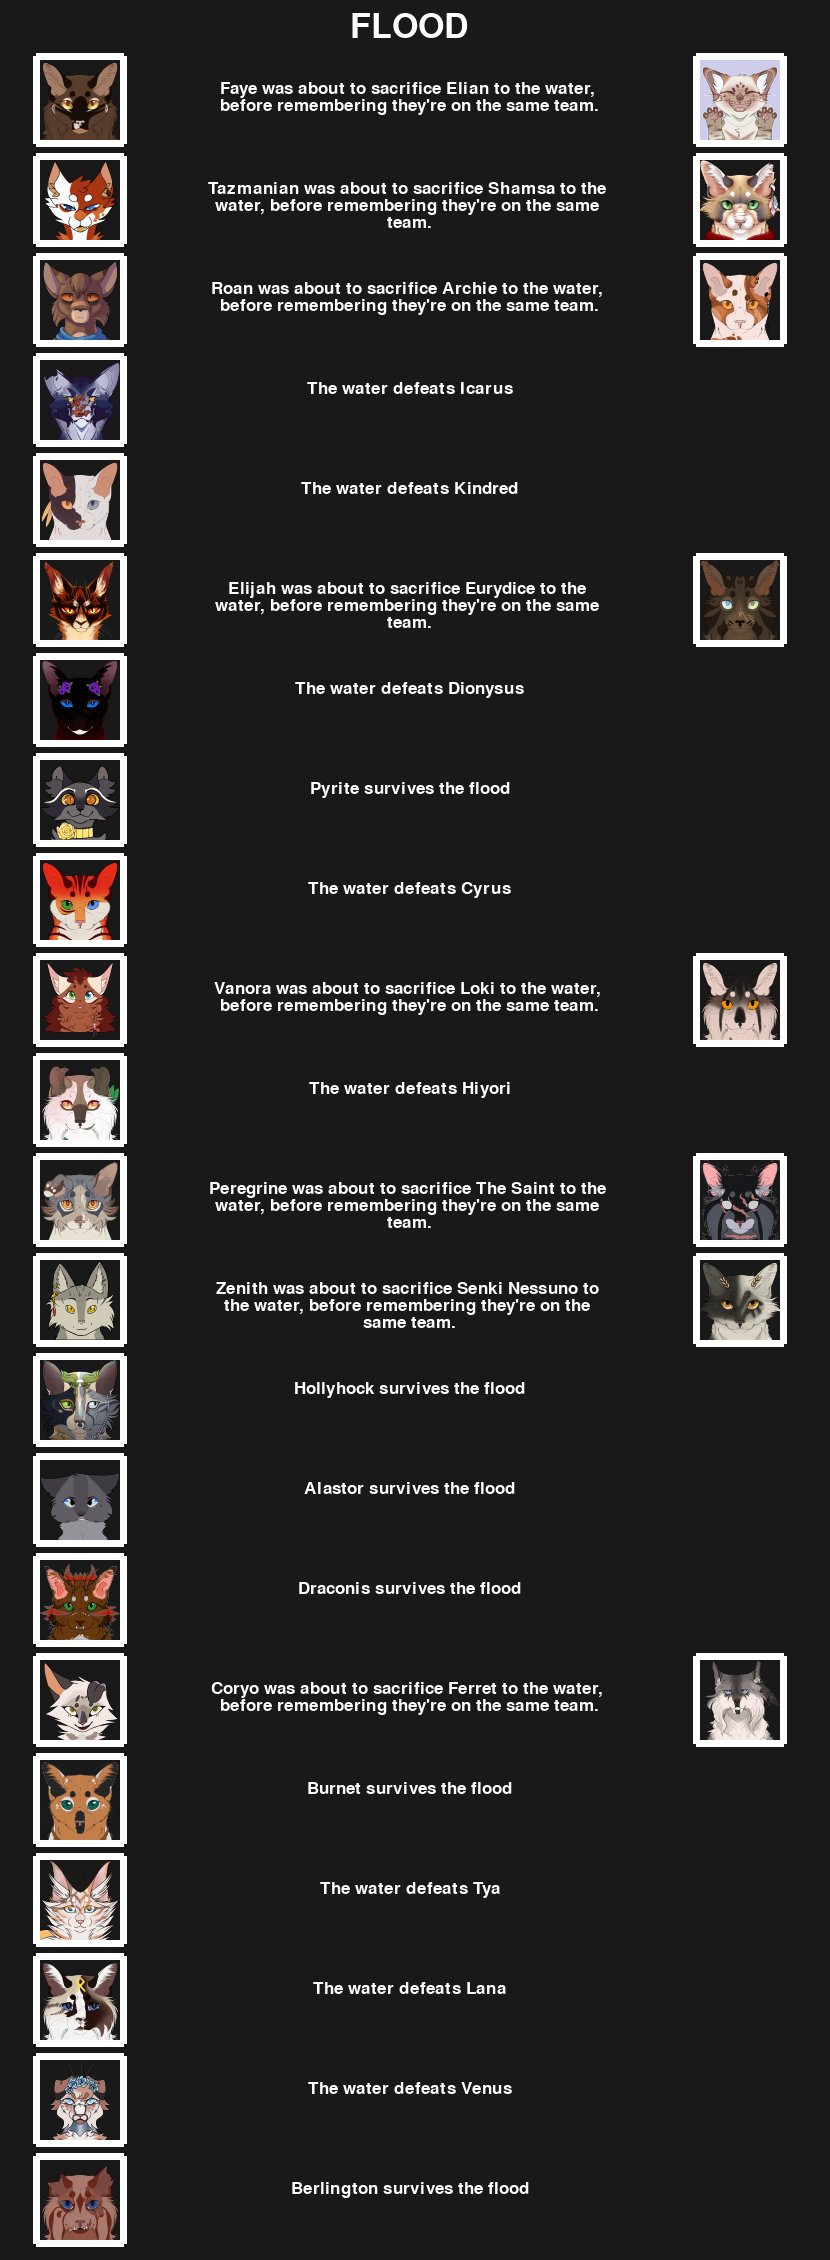 FLOOD
Faye was about to sacrifice Elian to the water,
before remembering they're on the same team.
Tazmanian was about to sacrifice Shamsa to the
water, before remembering they're on the same
team.
Roan was about to sacrifice Archie to the water,
before remembering they're on the same team.
The water defeats Icarus
The water defeats Kindred
Elijah was about to sacrifice Eurydice to the
water, before remembering they're on the same
team.
The water defeats Dionysus
Pyrite survives the flood
The water defeats Cyrus
Vanora was about to sacrifice Loki to the water,
before remembering they're on the same team.
The water defeats Hiyori
Peregrine was about to sacrifice The Saint to the
water, before remembering they're on the same
team.
Zenith was about to sacrifice Senki Nessuno to
the water, before remembering they're on the
same team.
Hollyhock survives the flood
Alastor survives the flood
Draconis survives the flood
Coryo was about to sacrifice Ferret to the water,
before remembering they're on the same team.
Burnet survives the flood
The water defeats Tya
The water defeats Lana
The water defeats Venus
Berlington survives the flood